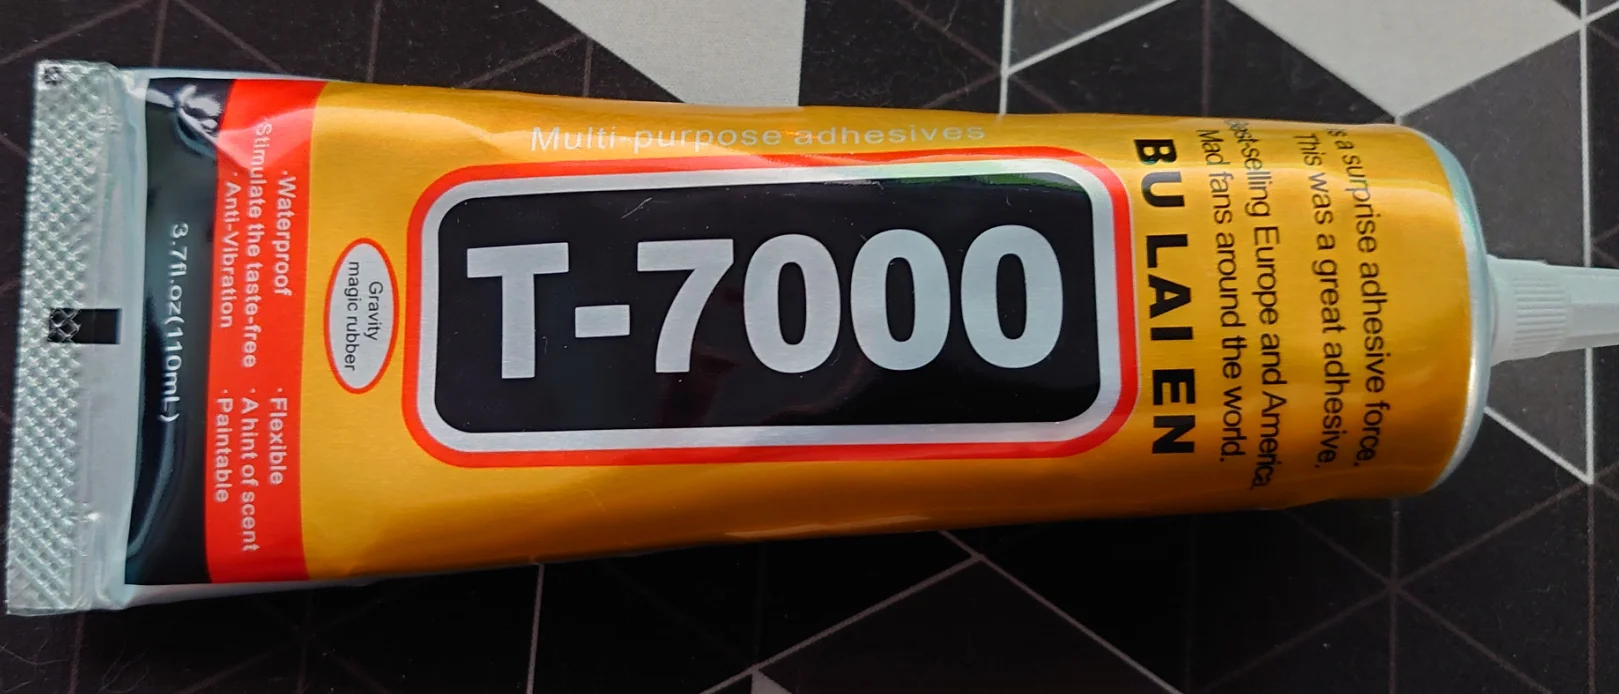 Multi-purpose adhesives
T-7000
BU LAI EN
Mad fans around the world.
selling Europe and America
This was a great adhesive.
a surprise adhesive force.
Gravity
magic rubber
·Waterproof
·Flexible
·Stimulate the taste-free
·A hint of scent
·Anti-Vibration
·Paintable
3.7fl.oz(110mL)